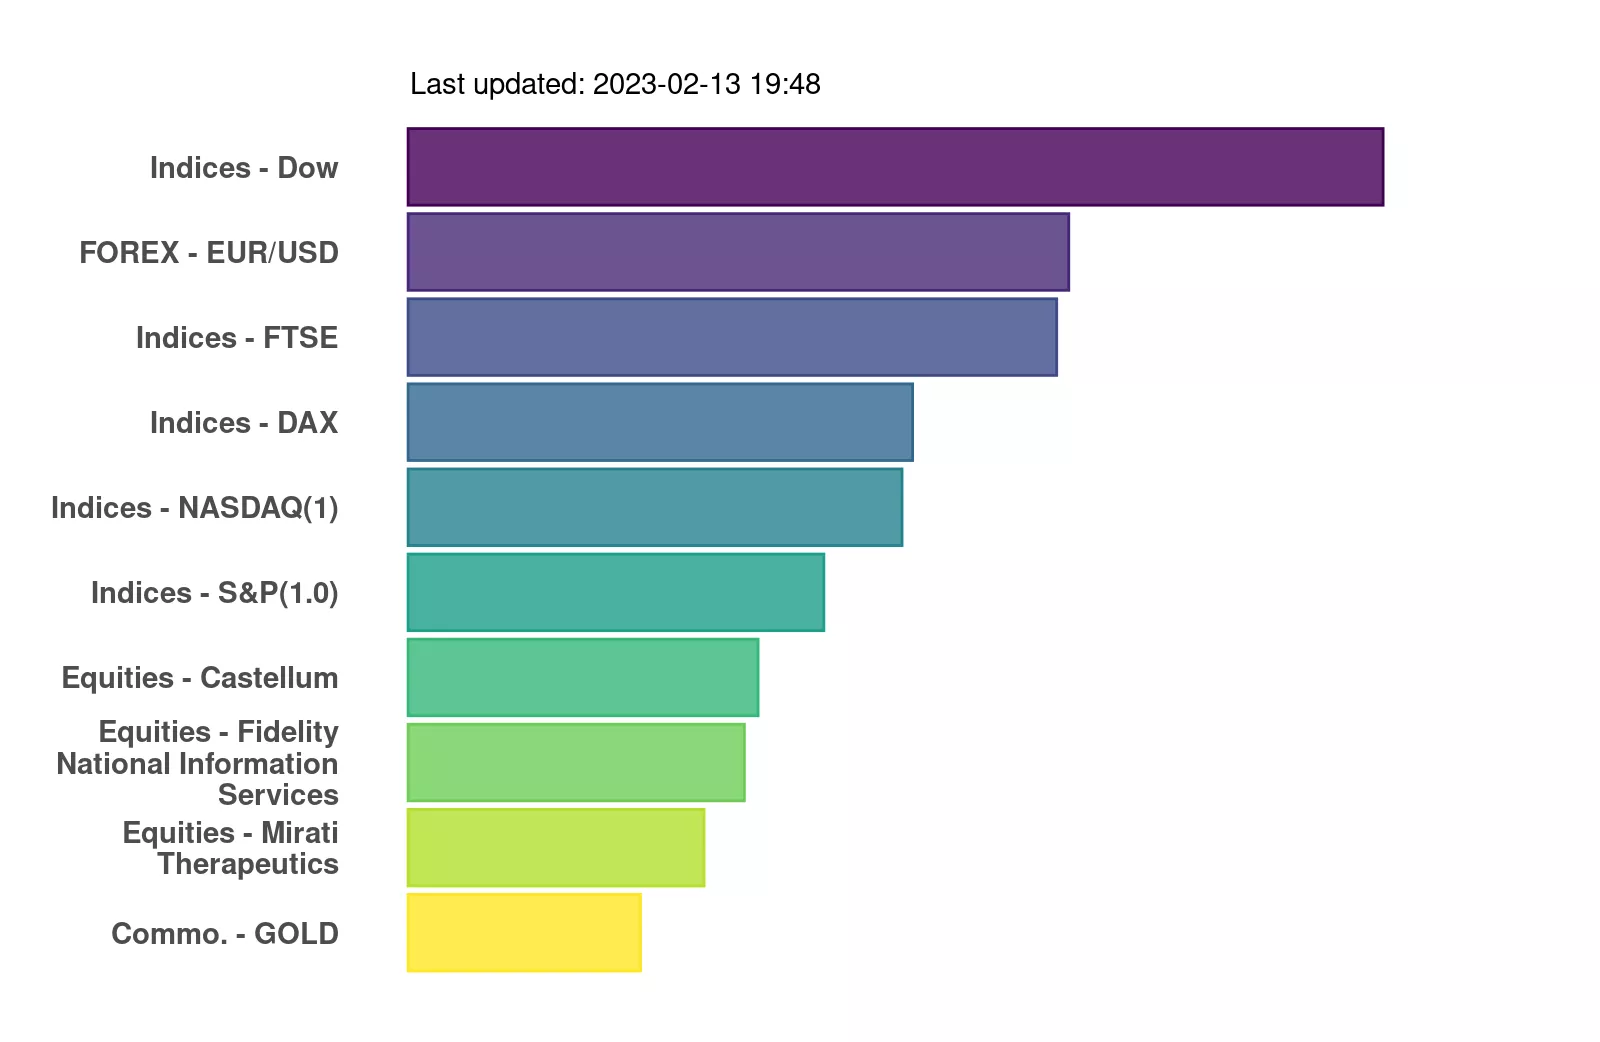 Last updated: 2023-02-13 19:48
Indices - Dow
FOREX - EUR/USD
Indices - FTSE
Indices - DAX
Indices - NASDAQ(1)
Indices - S&P(1.0)
Equities - Castellum
Equities - Fidelity
National Information
Services
Equities - Mirati
Therapeutics
Commo. - GOLD